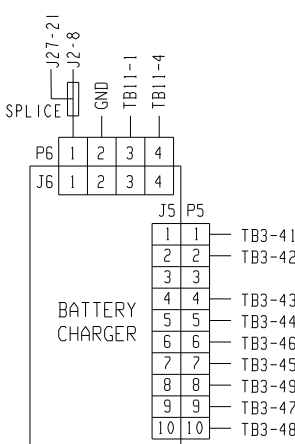 J27-21
J2-8
GND
TB11-1
TB11-4
SPLICE
P6 1 2 3 4
J6 1 2 3 4
J5 P5
1 1 TB3-41
2 2 TB3-42
3 3
4 4 TB3-43
5 5 TB3-44
6 6 TB3-46
7 7 TB3-45
8 8 TB3-49
9 9 TB3-47
10 10 TB3-48
BATTERY
CHARGER